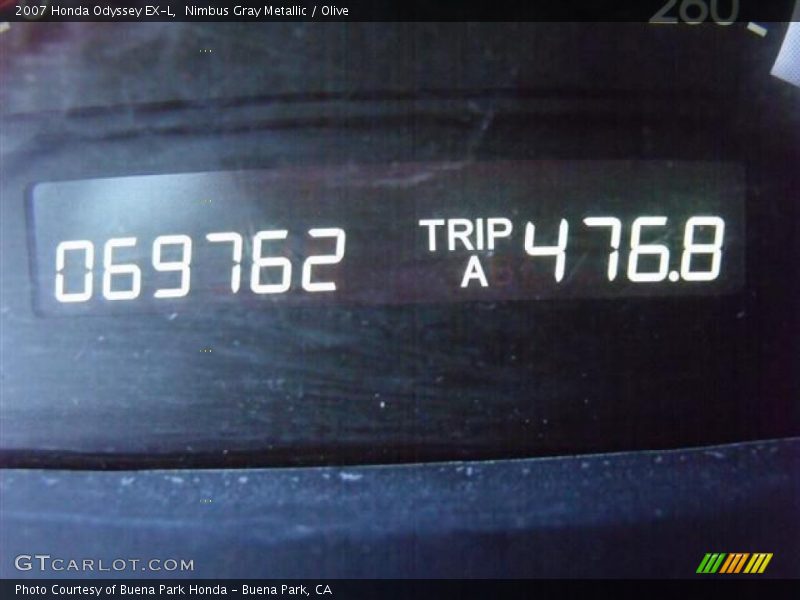 2007 Honda Odyssey EX-L, Nimbus Gray Metallic / Olive
260
069762 TRIP A 476.8
GTCARLOT.COM
Photo Courtesy of Buena Park Honda - Buena Park, CA